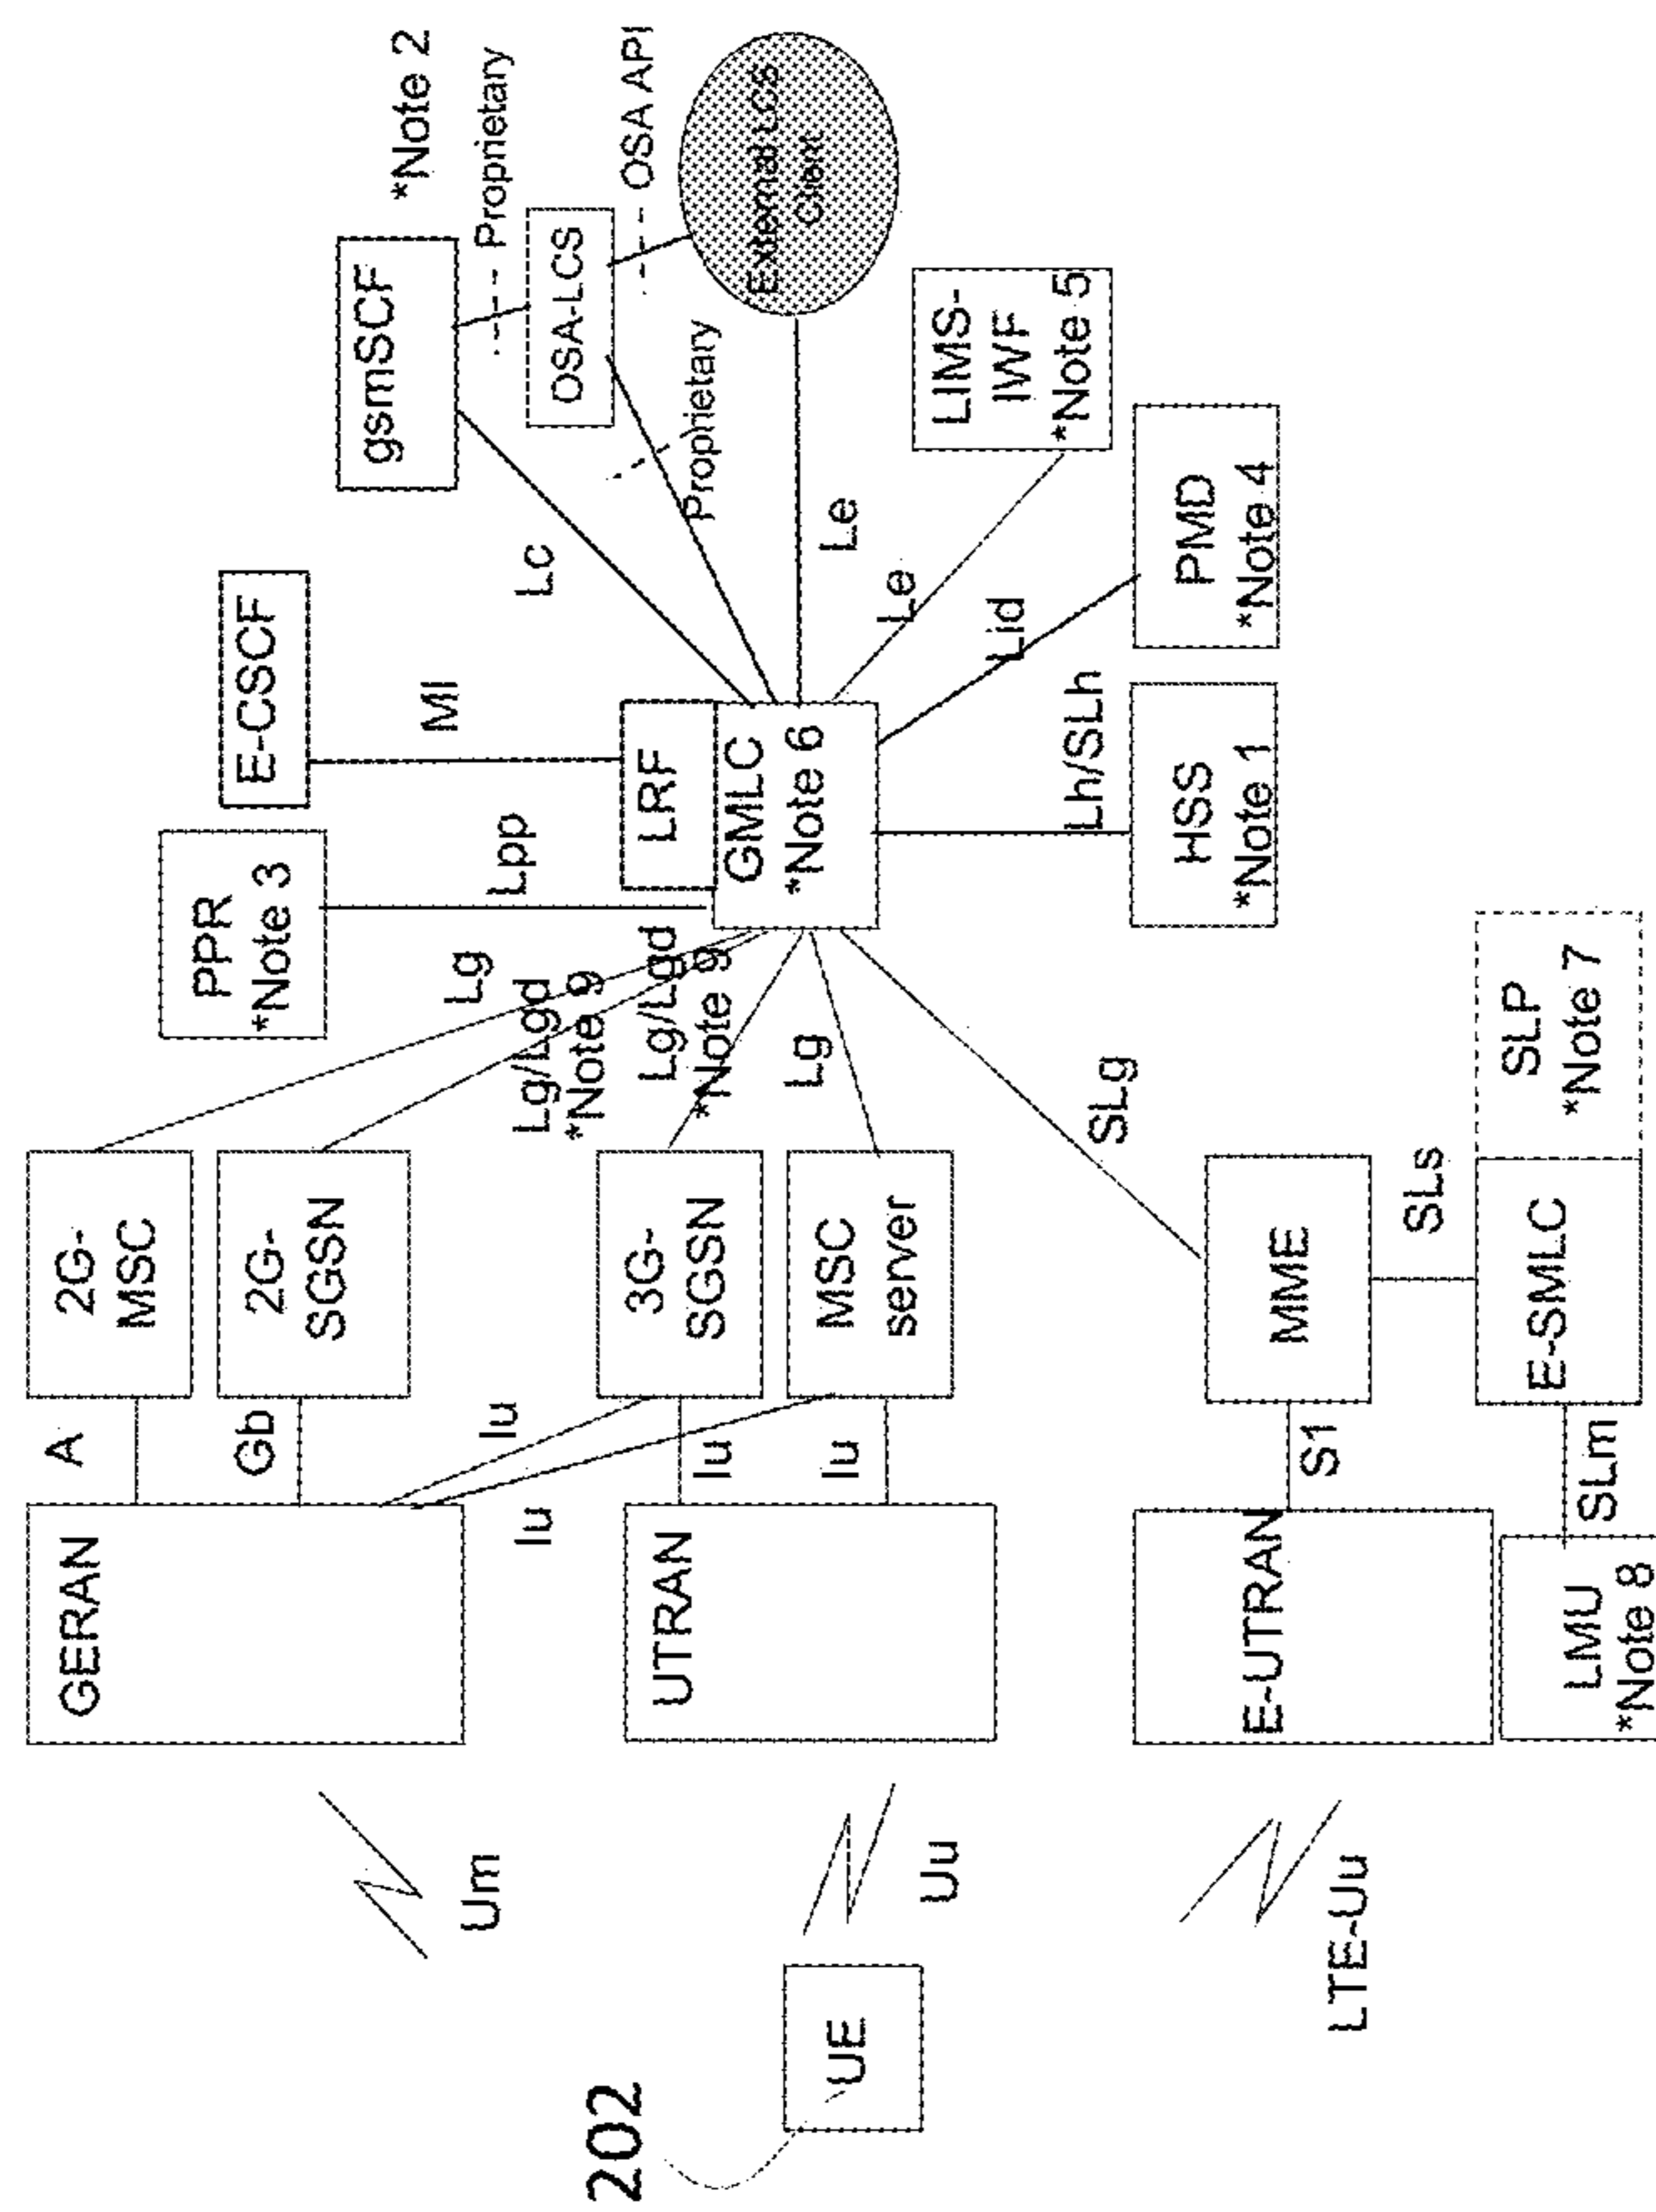 202
UE
Um
Uu
LTE-Uu
GERAN
UTRAN
E-UTRAN
LMU
*Note 8
A
Gb
Iu
Iu
Iu
Iu
S1
SLm
2G-
MSC
2G-
SGSN
3G-
SGSN
MSC
server
MME
SLs
E-SMLC
SLP
*Note 7
Lg
Lg/Lgd
*Note 9
Lg/Lgd
*Note 9
Lg
SLg
PPR
*Note 3
Lpp
E-CSCF
Ml
LRF
GMLC
*Note 6
Lh/SLh
HSS
*Note 1
Lid
PMD
*Note 4
Le
LIMS-
IWF
*Note 5
Le
Lc
Proprietary
gsmSCF
*Note 2
Proprietary
OSA-LCS
OSA API
External LCS
Client